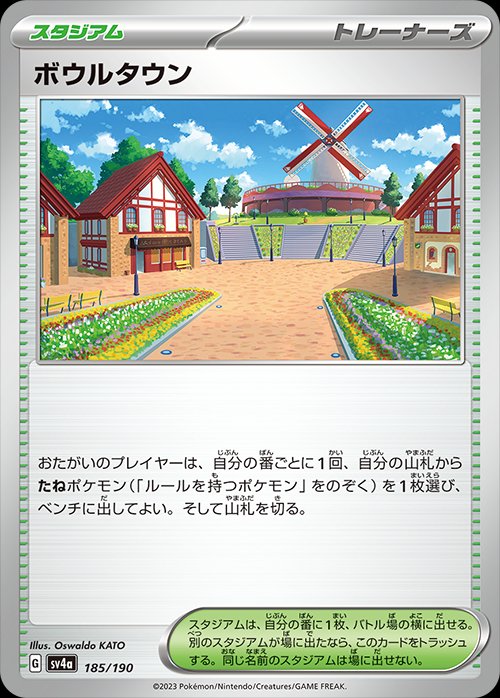 スタジアム トレーナーズ
ボウルタウン
おたがいのプレイヤーは、自分の番ごとに1回、自分の山札から
たねポケモン(「ルールを持つポケモン」をのぞく)を1枚選び、
ベンチに出してよい。そして山札を切る。
スタジアムは、自分の番に1枚、バトル場の横に出せる。
別のスタジアムが場に出たなら、このカードをトラッシュ
する。同じ名前のスタジアムは場に出せない。
Illus. Oswaldo KATO
G sv4a 185/190
©2023 Pokémon/Nintendo/Creatures/GAME FREAK.